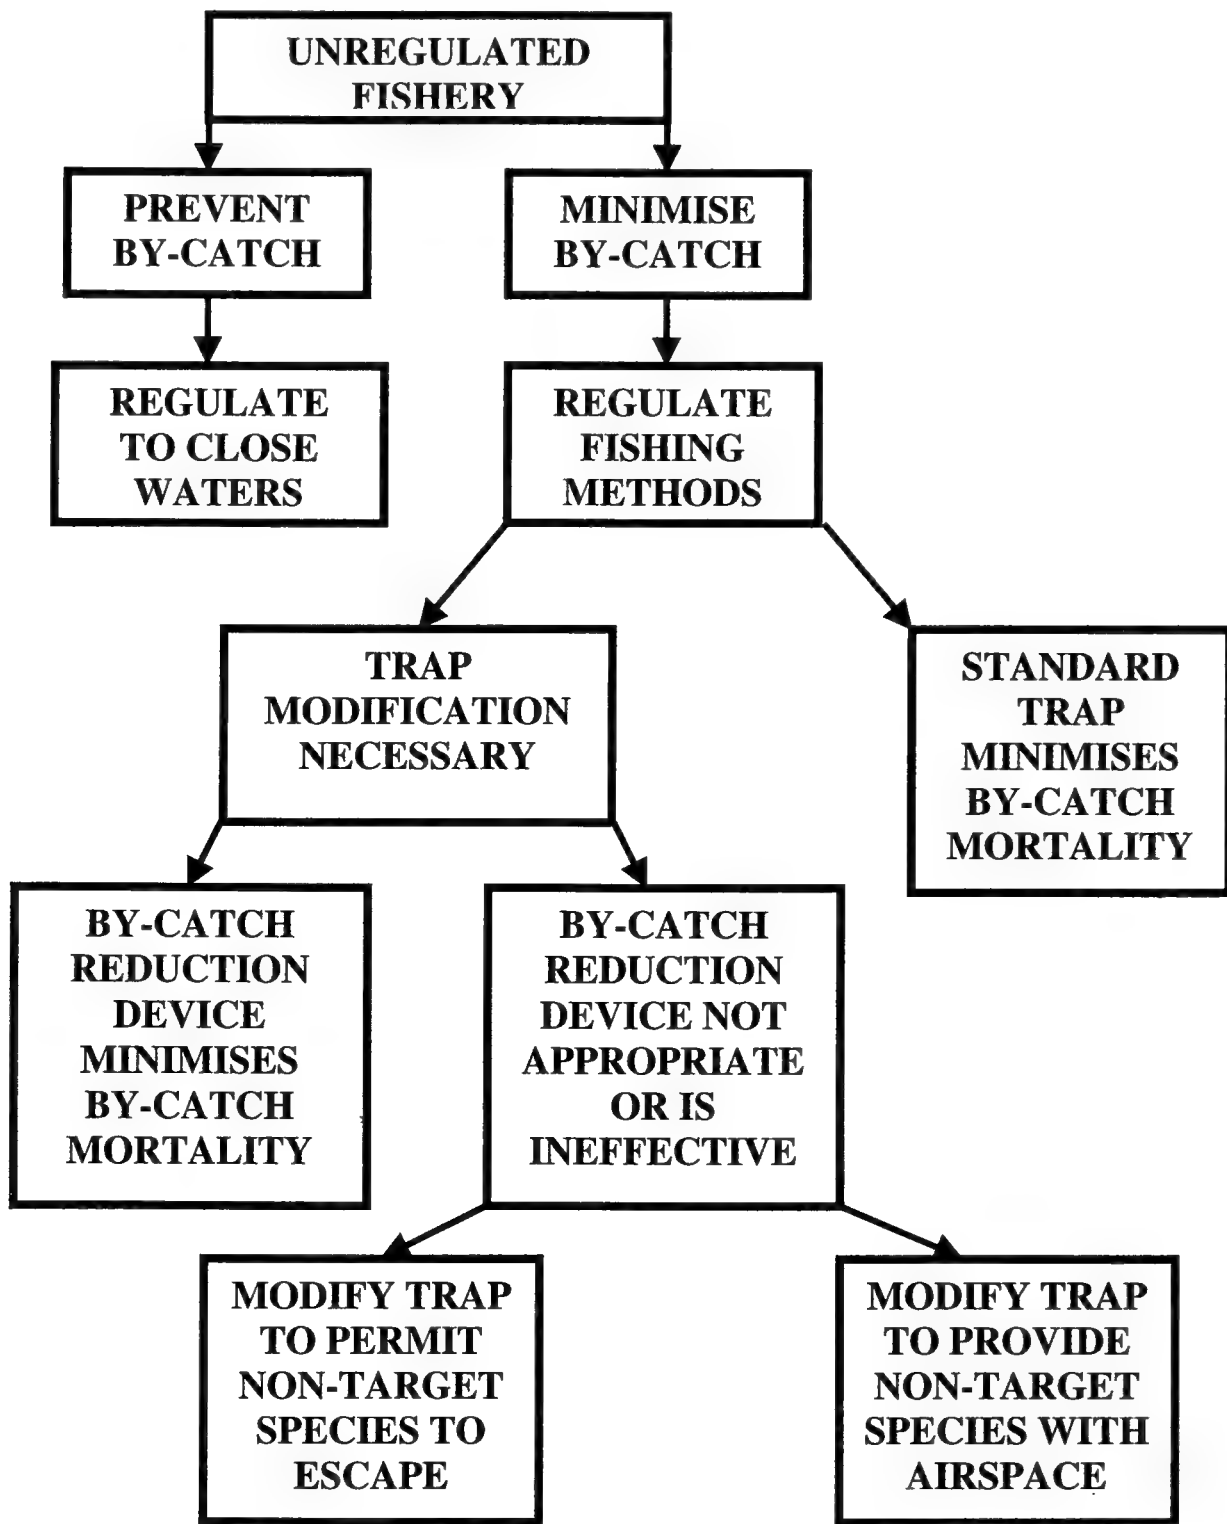 UNREGULATED
FISHERY
PREVENT
BY-CATCH
MINIMISE
BY-CATCH
REGULATE
TO CLOSE
WATERS
REGULATE
FISHING
METHODS
TRAP
MODIFICATION
NECESSARY
STANDARD
TRAP
MINIMISES
BY-CATCH
MORTALITY
BY-CATCH
REDUCTION
DEVICE
MINIMISES
BY-CATCH
MORTALITY
BY-CATCH
REDUCTION
DEVICE NOT
APPROPRIATE
OR IS
INEFFECTIVE
MODIFY TRAP
TO PERMIT
NON-TARGET
SPECIES TO
ESCAPE
MODIFY TRAP
TO PROVIDE
NON-TARGET
SPECIES WITH
AIRSPACE